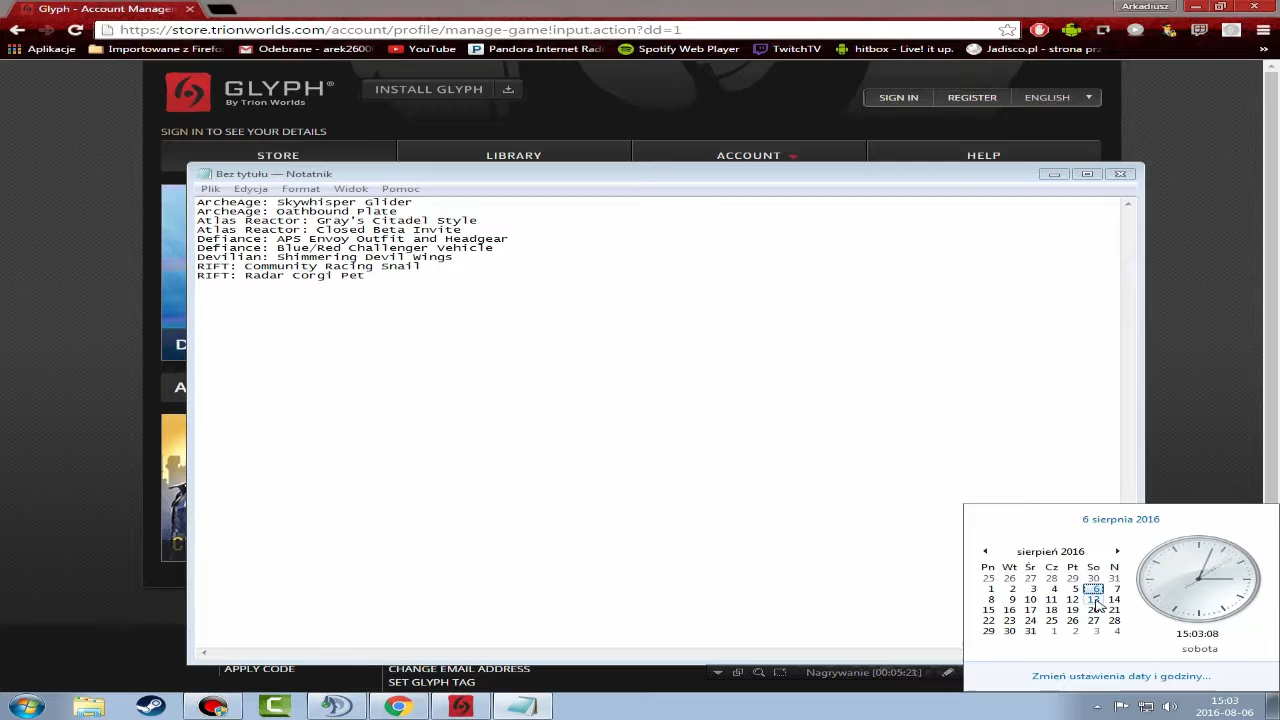 Glyph - Account Manager
Arkadiusz
https://store.trionworlds.com/account/profile/manage-game!input.action?dd=1
Aplikacje
Importowane z Firefo
Odebrane - arek2600
YouTube
Pandora Internet Radi
Spotify Web Player
TwitchTV
hitbox - Live! it up.
Jadisco.pl - strona prz
»
GLYPH®
By Trion Worlds
INSTALL GLYPH
SIGN IN
REGISTER
ENGLISH
SIGN IN TO SEE YOUR DETAILS
STORE
LIBRARY
ACCOUNT
HELP
Bez tytułu — Notatnik
Plik
Edycja
Format
Widok
Pomoc
ArcheAge: Skywhisper Glider
ArcheAge: Oathbound Plate
Atlas Reactor: Gray's Citadel Style
Atlas Reactor: Closed Beta Invite
Defiance: APS Envoy Outfit and Headgear
Defiance: Blue/Red Challenger Vehicle
Devilian: Shimmering Devil Wings
RIFT: Community Racing Snail
RIFT: Radar Corgi Pet
D
A
C
6 sierpnia 2016
sierpień 2016
Pn Wt Śr Cz Pt So N
25 26 27 28 29 30 31
1 2 3 4 5 6 7
8 9 10 11 12 13 14
15 16 17 18 19 20 21
22 23 24 25 26 27 28
29 30 31 1 2 3 4
15:03:08
sobota
Zmień ustawienia daty i godziny...
APPLY CODE
CHANGE EMAIL ADDRESS
SET GLYPH TAG
Nagrywanie [00:05:21]
15:03
2016-08-06